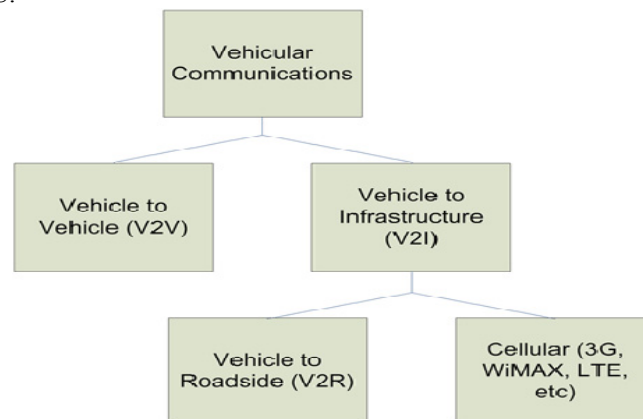 Vehicular
Communications
Vehicle to
Vehicle (V2V)
Vehicle to
Infrastructure
(V2I)
Vehicle to
Roadside (V2R)
Cellular (3G,
WiMAX, LTE,
etc)